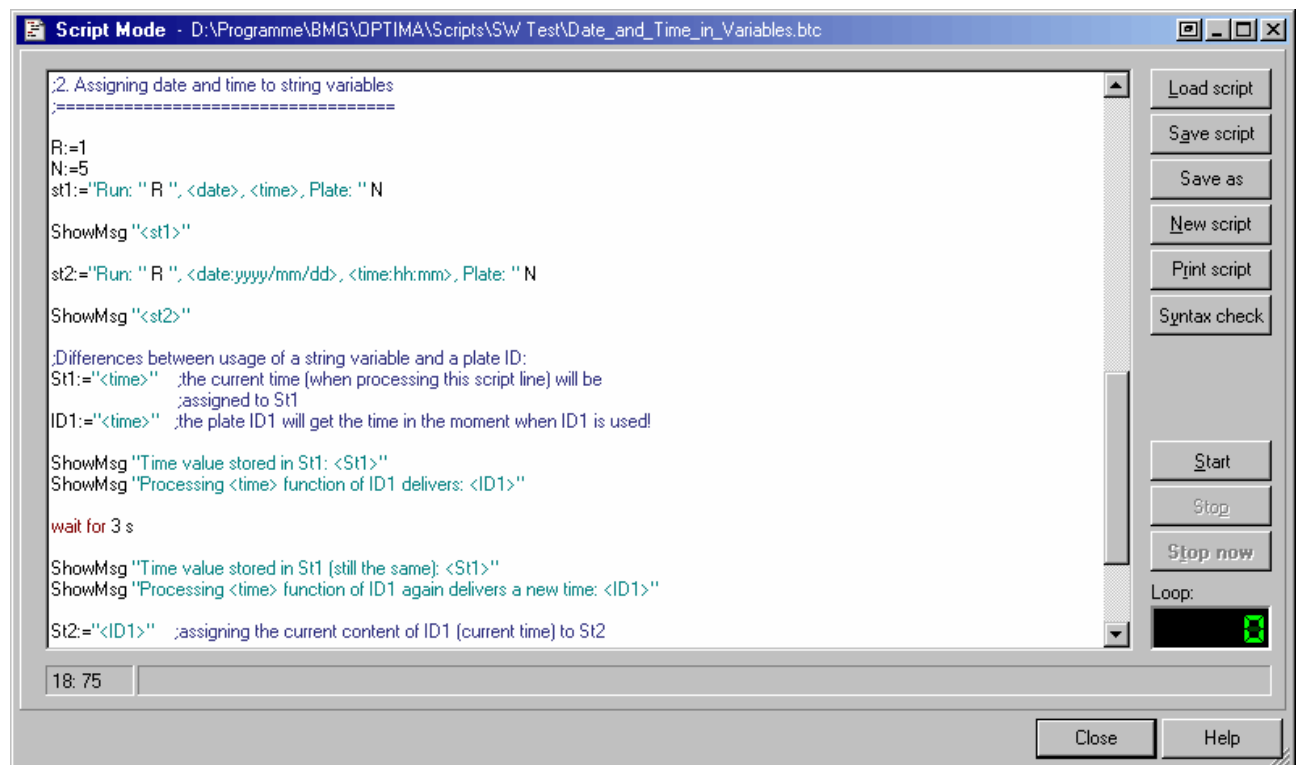 Script Mode - D:\Programme\BMG\OPTIMA\Scripts\SW Test\Date_and_Time_in_Variables.btc
;2. Assigning date and time to string variables
;===================================
R:=1
N:=5
st1:="Run: " R ", <date>, <time>, Plate: " N
ShowMsg "<st1>"
st2:="Run: " R ", <date:yyyy/mm/dd>, <time:hh:mm>, Plate: " N
ShowMsg "<st2>"
;Differences between usage of a string variable and a plate ID:
St1:="<time>" ;the current time (when processing this script line) will be
;assigned to St1
ID1:="<time>" ;the plate ID1 will get the time in the moment when ID1 is used!
ShowMsg "Time value stored in St1: <St1>"
ShowMsg "Processing <time> function of ID1 delivers: <ID1>"
wait for 3 s
ShowMsg "Time value stored in St1 (still the same): <St1>"
ShowMsg "Processing <time> function of ID1 again delivers a new time: <ID1>"
St2:="<ID1>" ;assigning the current content of ID1 (current time) to St2
Load script
Save script
Save as
New script
Print script
Syntax check
Start
Stop
Stop now
Loop:
0
18: 75
Close
Help